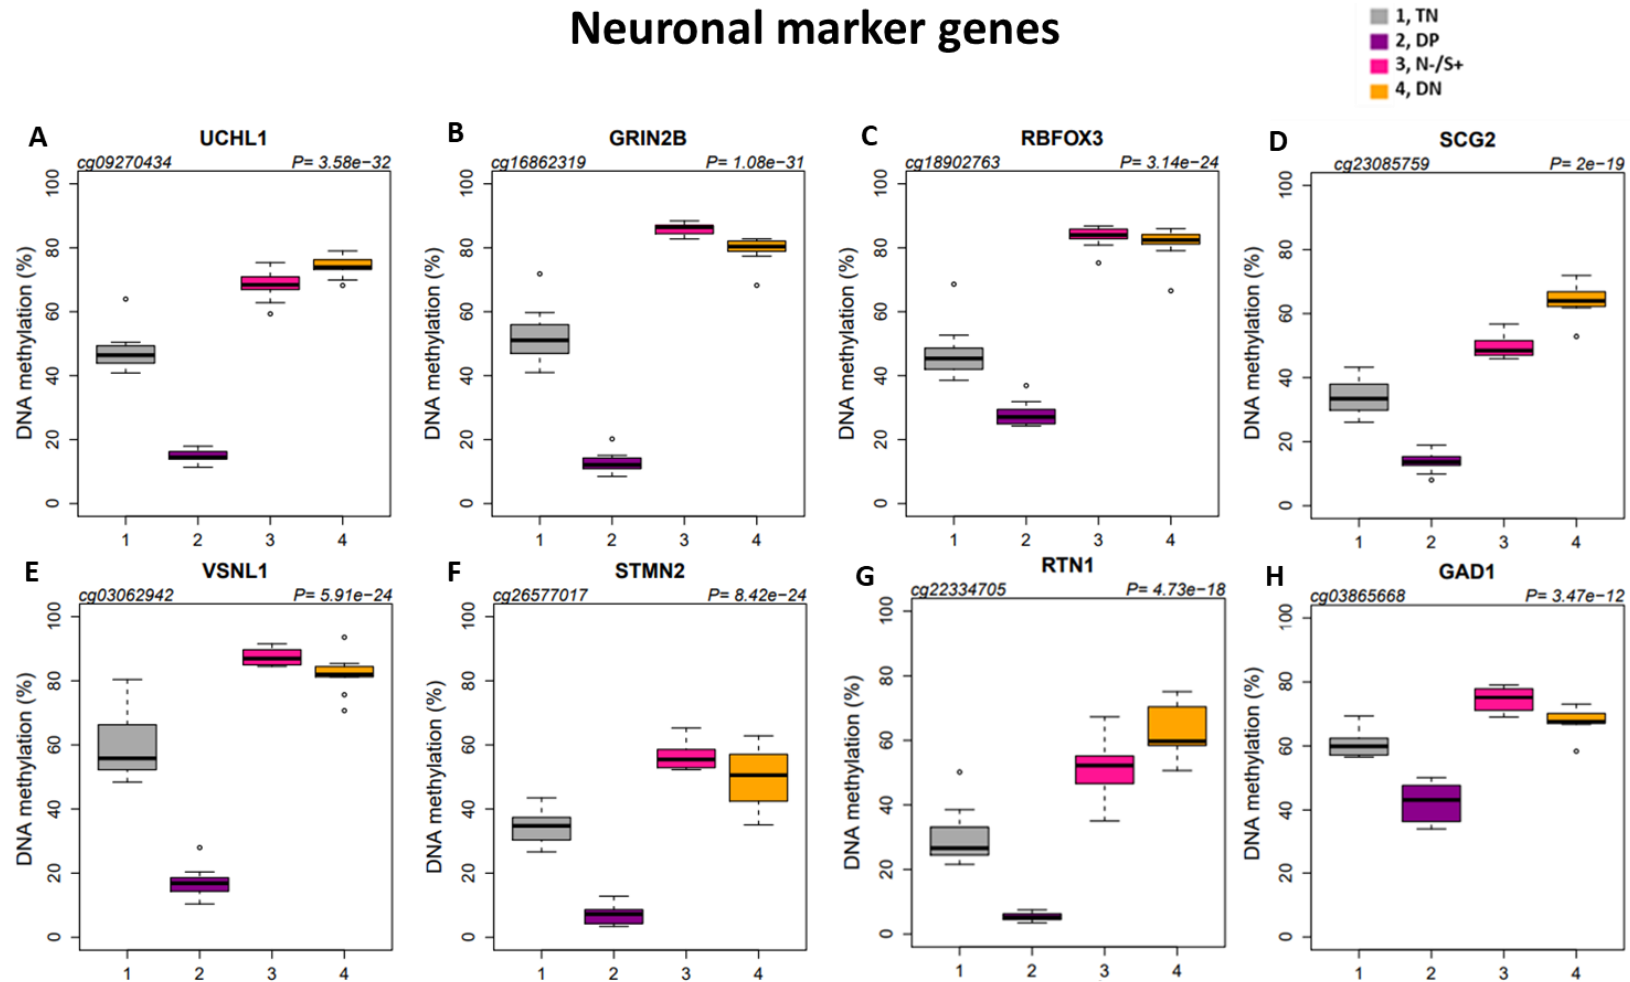 Neuronal marker genes
1, TN
2, DP
3, N-/S+
4, DN
A
UCHL1
cg09270434 P= 3.58e−32
DNA methylation (%)
0 20 40 60 80 100
1 2 3 4
B
GRIN2B
cg16862319 P= 1.08e−31
DNA methylation (%)
0 20 40 60 80 100
1 2 3 4
C
RBFOX3
cg18902763 P= 3.14e−24
DNA methylation (%)
0 20 40 60 80 100
1 2 3 4
D
SCG2
cg23085759 P= 2e−19
DNA methylation (%)
0 20 40 60 80 100
1 2 3 4
E
VSNL1
cg03062942 P= 5.91e−24
DNA methylation (%)
0 20 40 60 80 100
1 2 3 4
F
STMN2
cg26577017 P= 8.42e−24
DNA methylation (%)
0 20 40 60 80 100
1 2 3 4
G
RTN1
cg22334705 P= 4.73e−18
DNA methylation (%)
0 20 40 60 80 100
1 2 3 4
H
GAD1
cg03865668 P= 3.47e−12
DNA methylation (%)
0 20 40 60 80 100
1 2 3 4